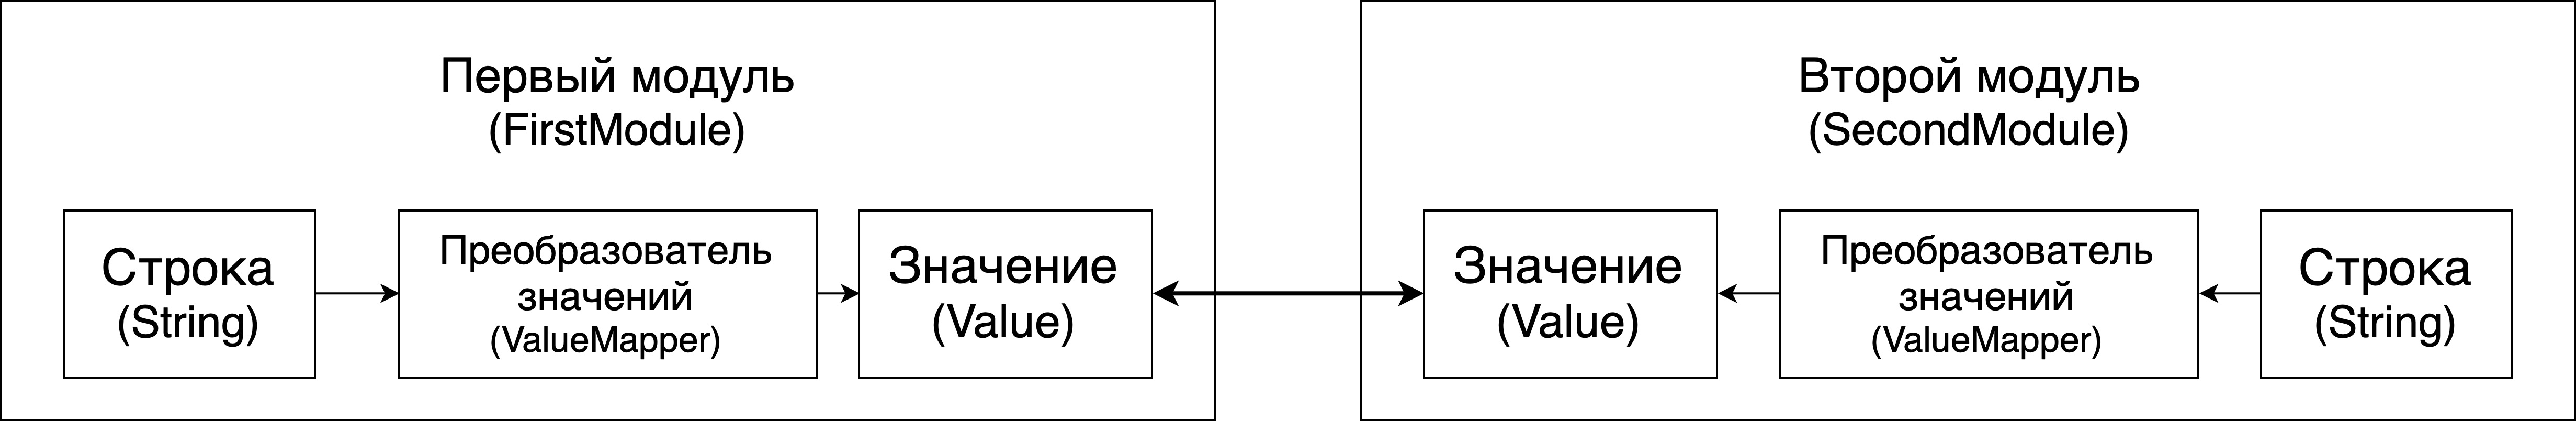 Первый модуль
(FirstModule)
Строка
(String)
Преобразователь
значений
(ValueMapper)
Значение
(Value)
Второй модуль
(SecondModule)
Значение
(Value)
Преобразователь
значений
(ValueMapper)
Строка
(String)